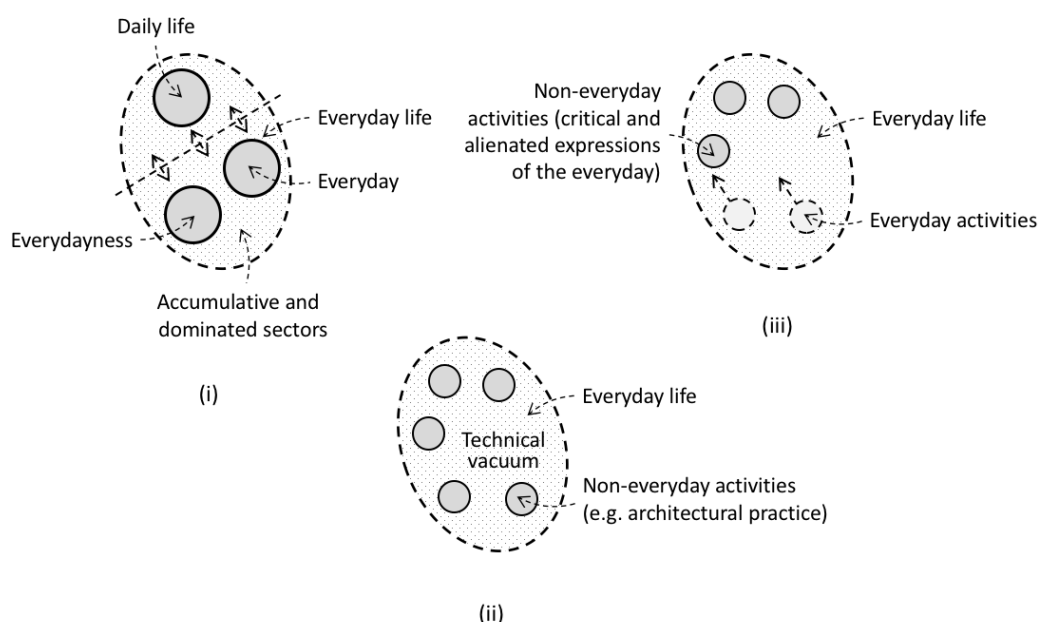 Daily life
Everyday life
Everyday
Everydayness
Accumulative and
dominated sectors
(i)
Non-everyday
activities (critical and
alienated expressions
of the everyday)
Everyday life
Everyday activities
(iii)
Everyday life
Technical
vacuum
Non-everyday activities
(e.g. architectural practice)
(ii)